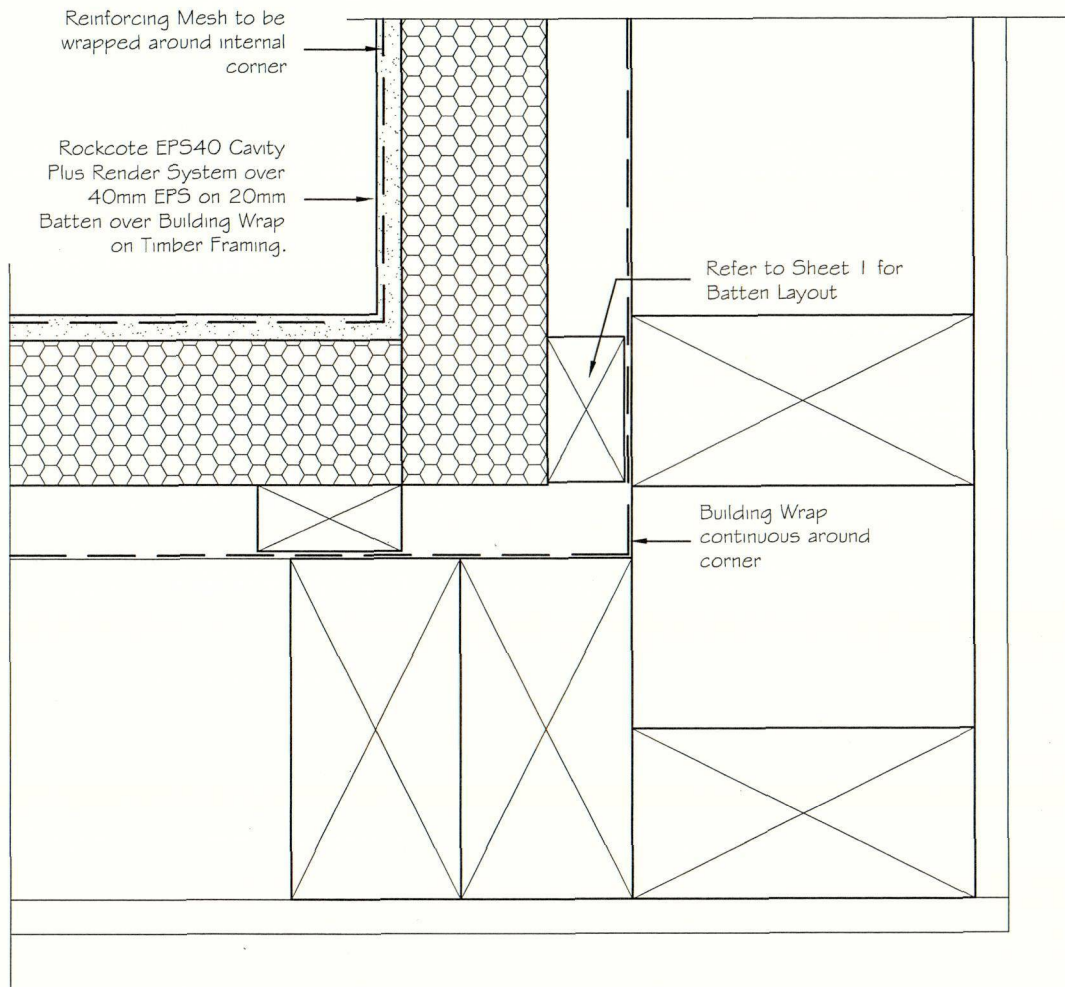 Reinforcing Mesh to be
wrapped around internal
corner
Rockcote EPS40 Cavity
Plus Render System over
40mm EPS on 20mm
Batten over Building Wrap
on Timber Framing.
Refer to Sheet 1 for
Batten Layout
Building Wrap
continuous around
corner